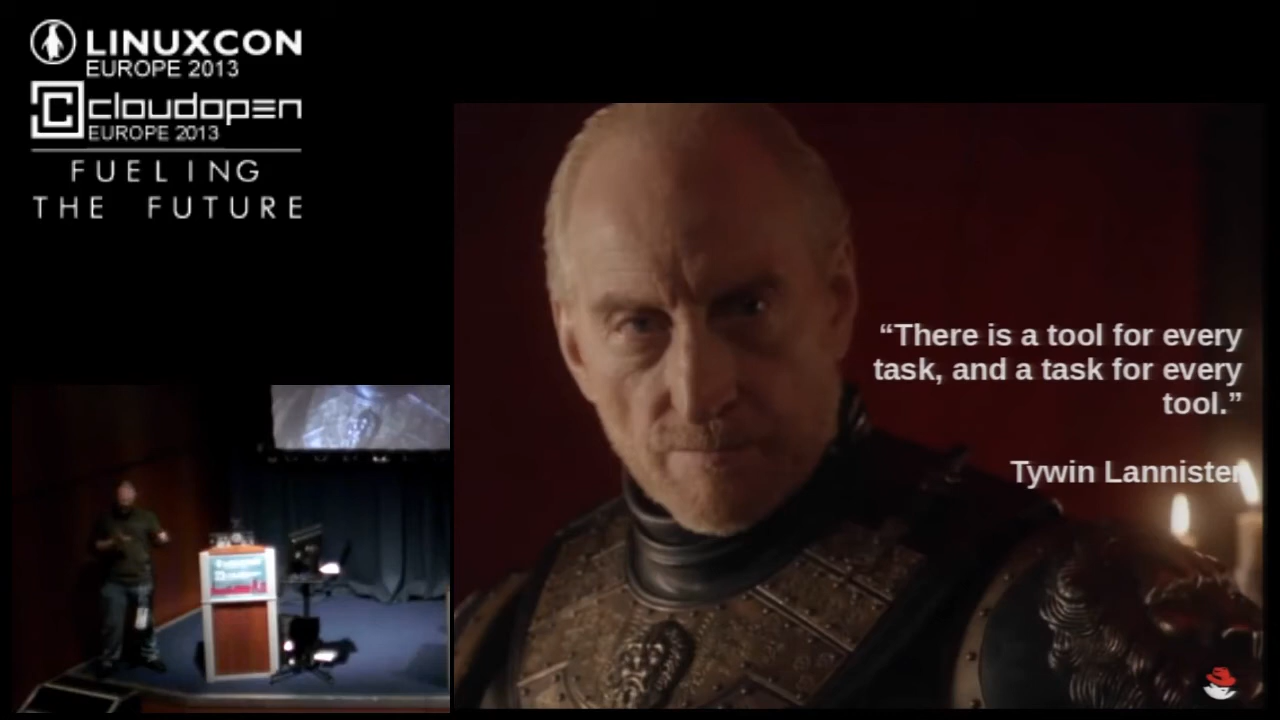 LINUXCON
EUROPE 2013
cloudopen
EUROPE 2013
FUELING
THE FUTURE
“There is a tool for every
task, and a task for every
tool.”
Tywin Lannister